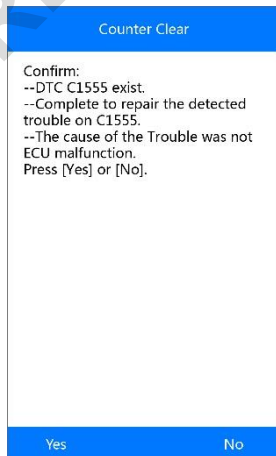 Counter Clear
Confirm:
--DTC C1555 exist.
--Complete to repair the detected
trouble on C1555.
--The cause of the Trouble was not
ECU malfunction.
Press [Yes] or [No].
Yes
No